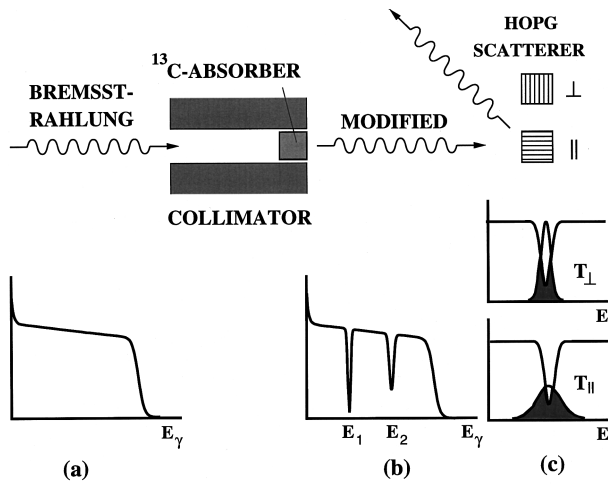 HOPG
SCATTERER
¹³C-ABSORBER
BREMSST-
RAHLUNG
MODIFIED
⊥
||
COLLIMATOR
T⊥
E
T||
E
Eγ
E₁ E₂ Eγ
(a) (b) (c)